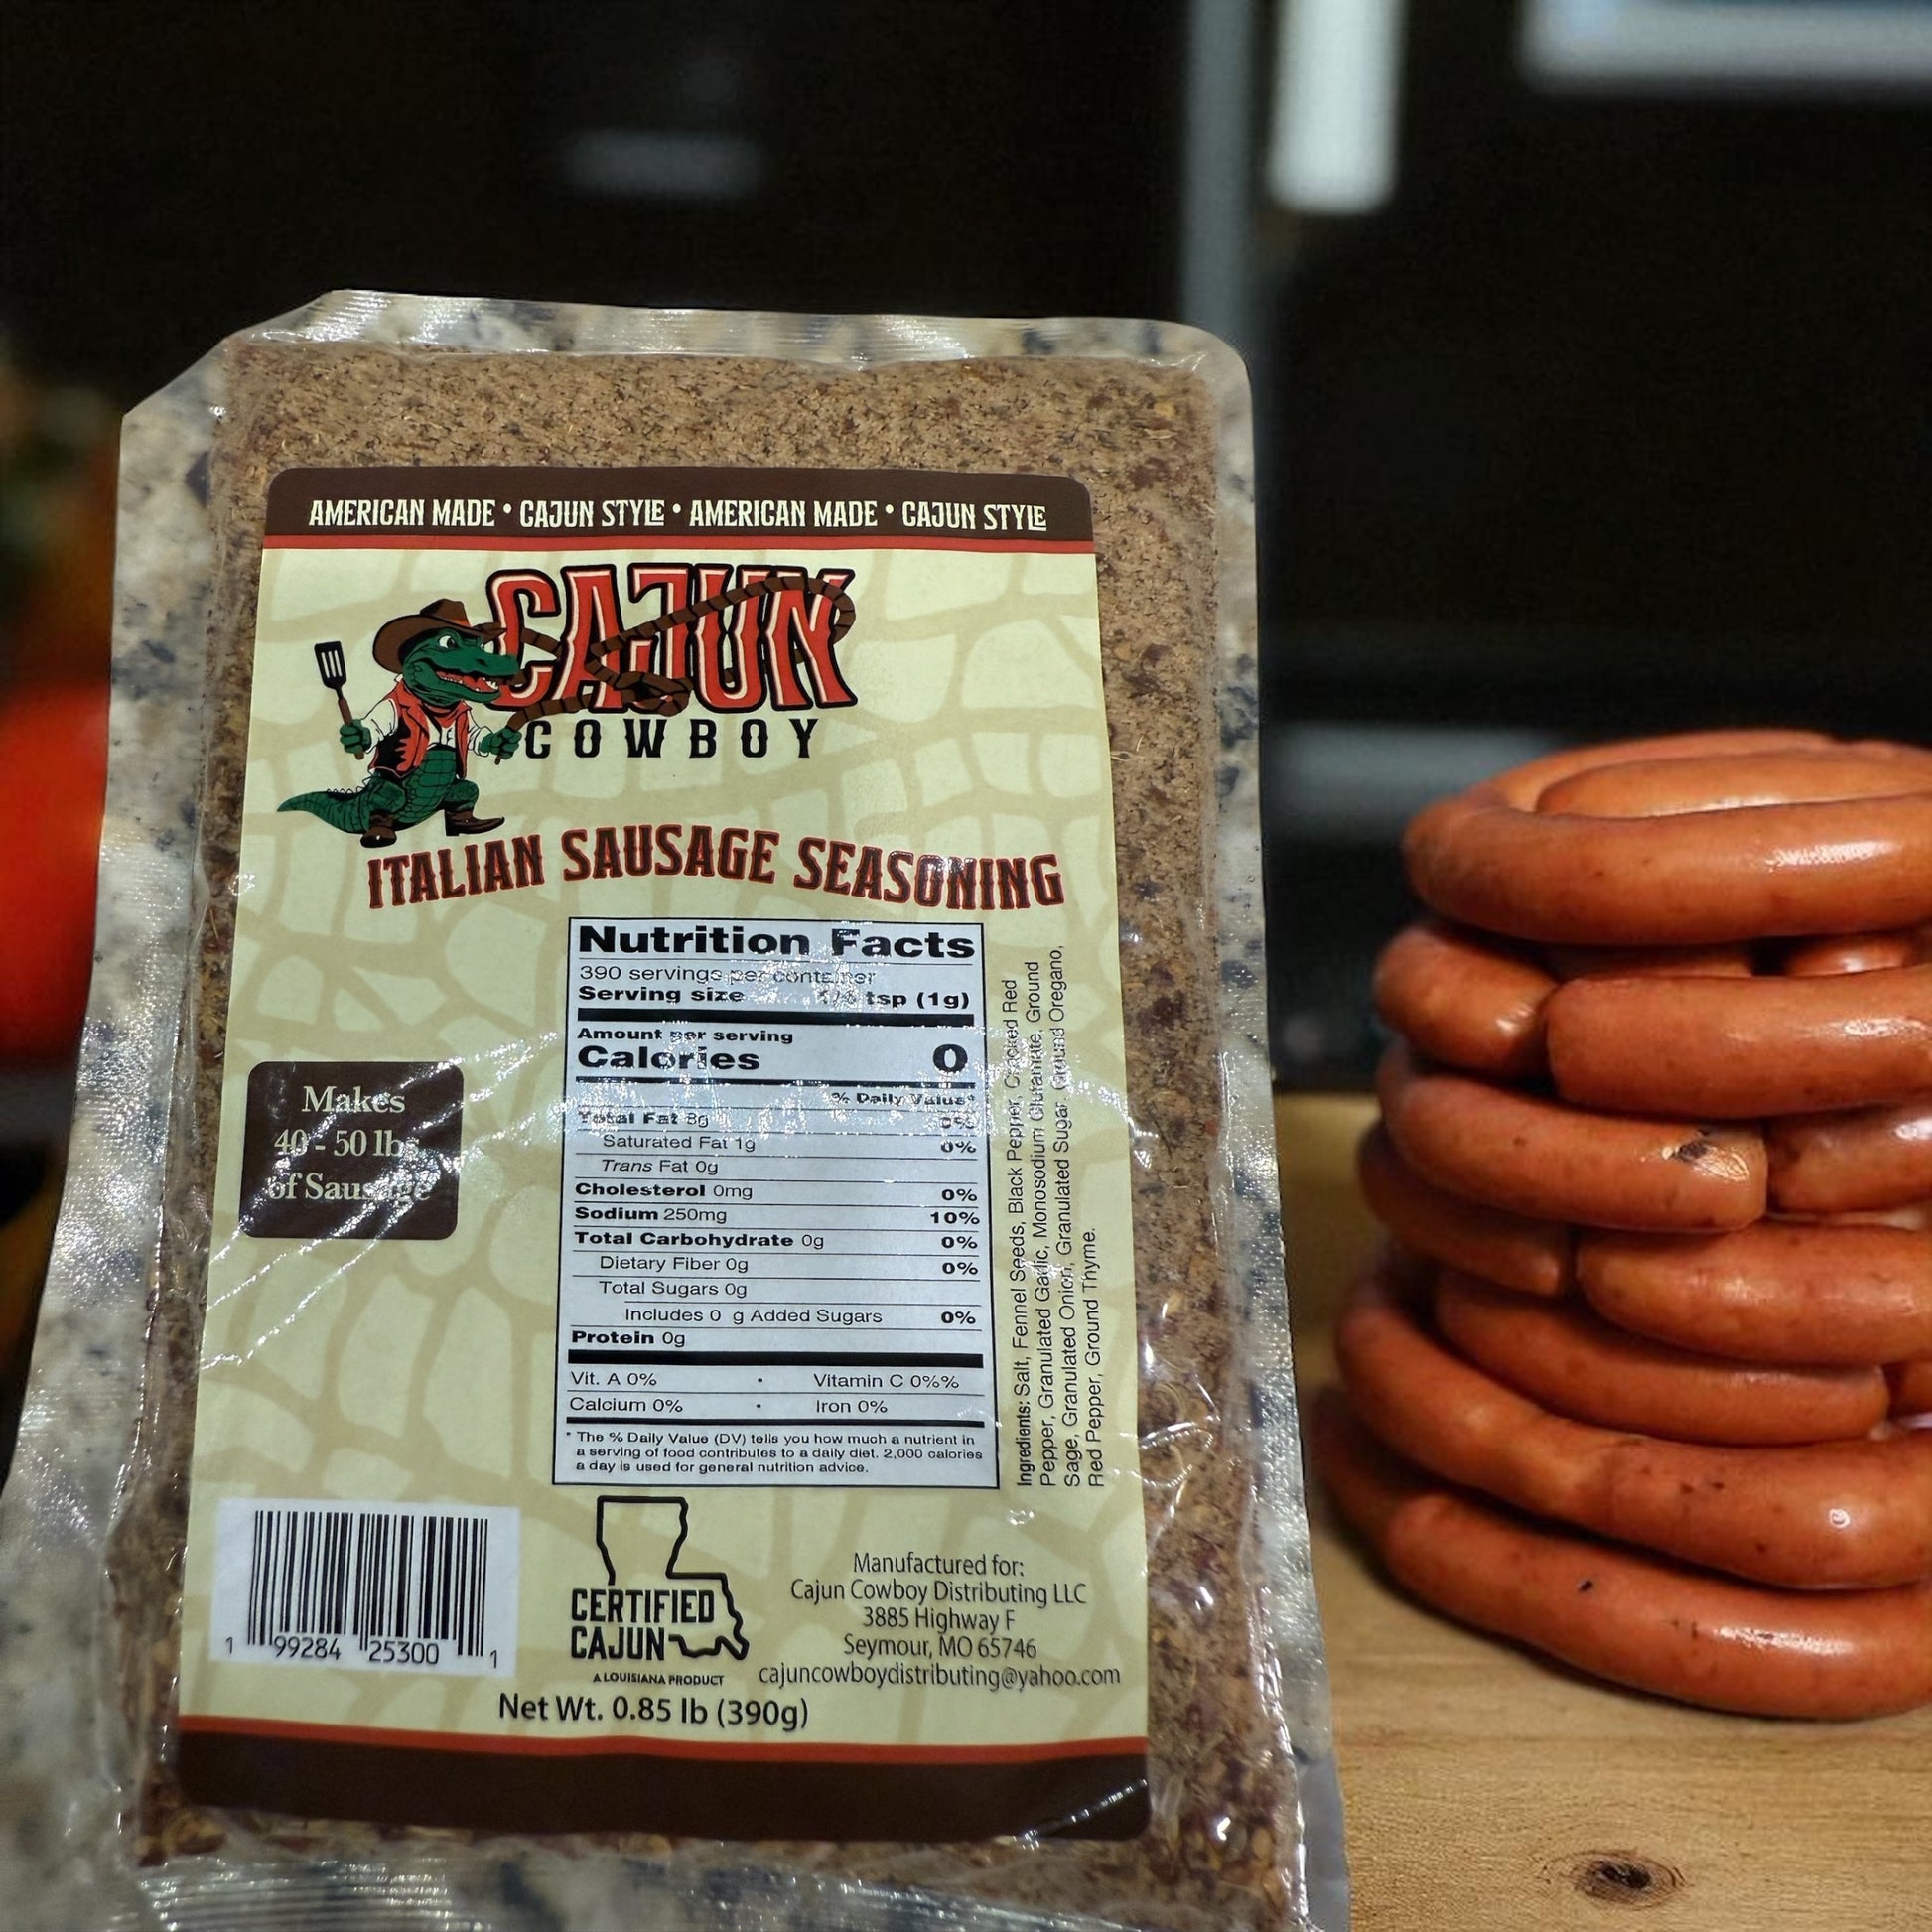 AMERICAN MADE • CAJUN STYLE • AMERICAN MADE • CAJUN STYLE
CAJUN
COWBOY
ITALIAN SAUSAGE SEASONING
Nutrition Facts
390 servings per container
Serving size tsp (1g)
Amount per serving
Calories 0
% Daily Value*
Total Fat 0%
Saturated Fat 1g 0%
Trans Fat 0g
Cholesterol 0mg 0%
Sodium 250mg 10%
Total Carbohydrate 0g 0%
Dietary Fiber 0g 0%
Total Sugars 0g
Includes 0 g Added Sugars 0%
Protein 0g
Vit. A 0% • Vitamin C 0%%
Calcium 0% • Iron 0%
* The % Daily Value (DV) tells you how much a nutrient in
a serving of food contributes to a daily diet. 2,000 calories
a day is used for general nutrition advice.
Ingredients: Salt, Fennel Seeds, Black Pepper, Cracked Red
Pepper, Granulated Garlic, Monosodium Glutamate, Ground
Sage, Granulated Onion, Granulated Sugar, Ground Oregano,
Red Pepper, Ground Thyme.
Makes
40 - 50 lbs
of Sausage
1 99284 25300 1
CERTIFIED
CAJUN
A LOUISIANA PRODUCT
Manufactured for:
Cajun Cowboy Distributing LLC
3885 Highway F
Seymour, MO 65746
cajuncowboydistributing@yahoo.com
Net Wt. 0.85 lb (390g)